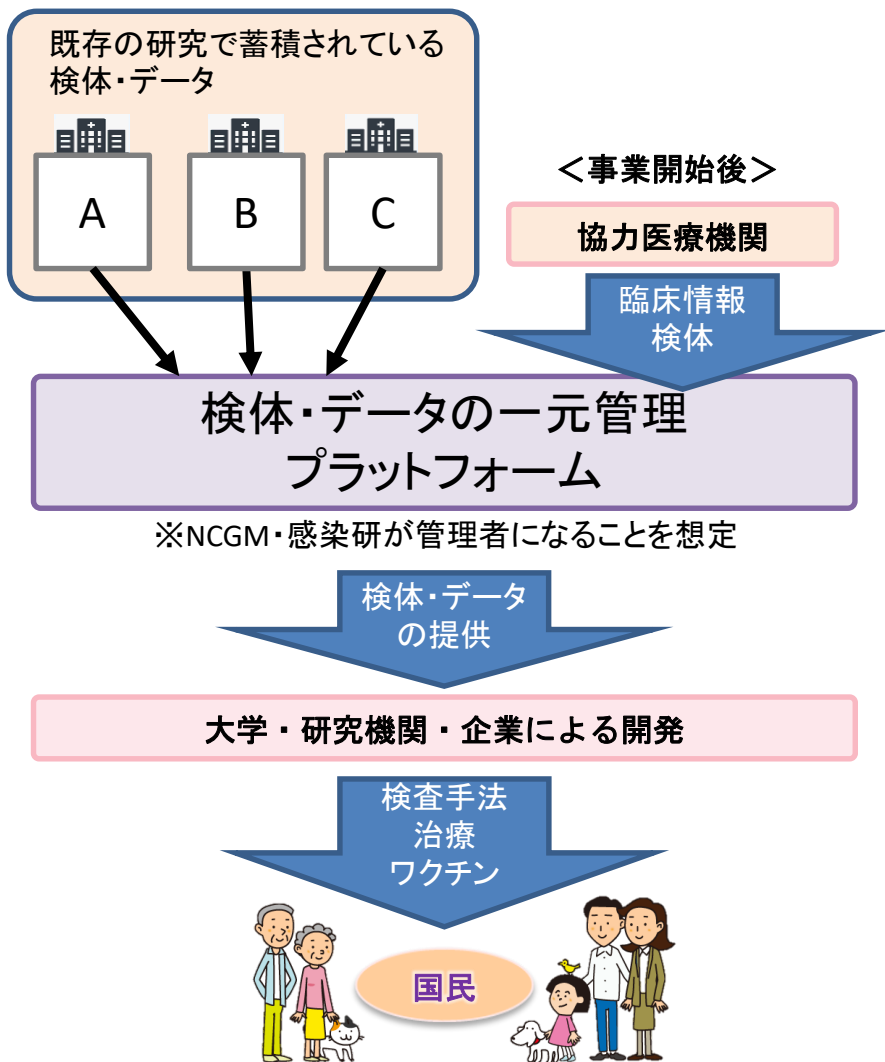 既存の研究で蓄積されている
検体・データ
A
B
C
＜事業開始後＞
協力医療機関
臨床情報
検体
検体・データの一元管理
プラットフォーム
※NCGM・感染研が管理者になることを想定
検体・データ
の提供
大学・研究機関・企業による開発
検査手法
治療
ワクチン
国民